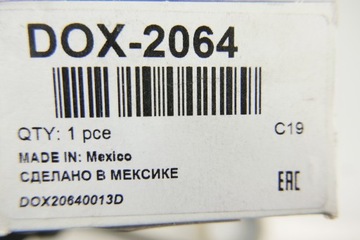 DOX-2064
QTY: 1 pce C19
MADE IN: Mexico
СДЕЛАНО В МЕКСИКЕ
EAC
DOX20640013D